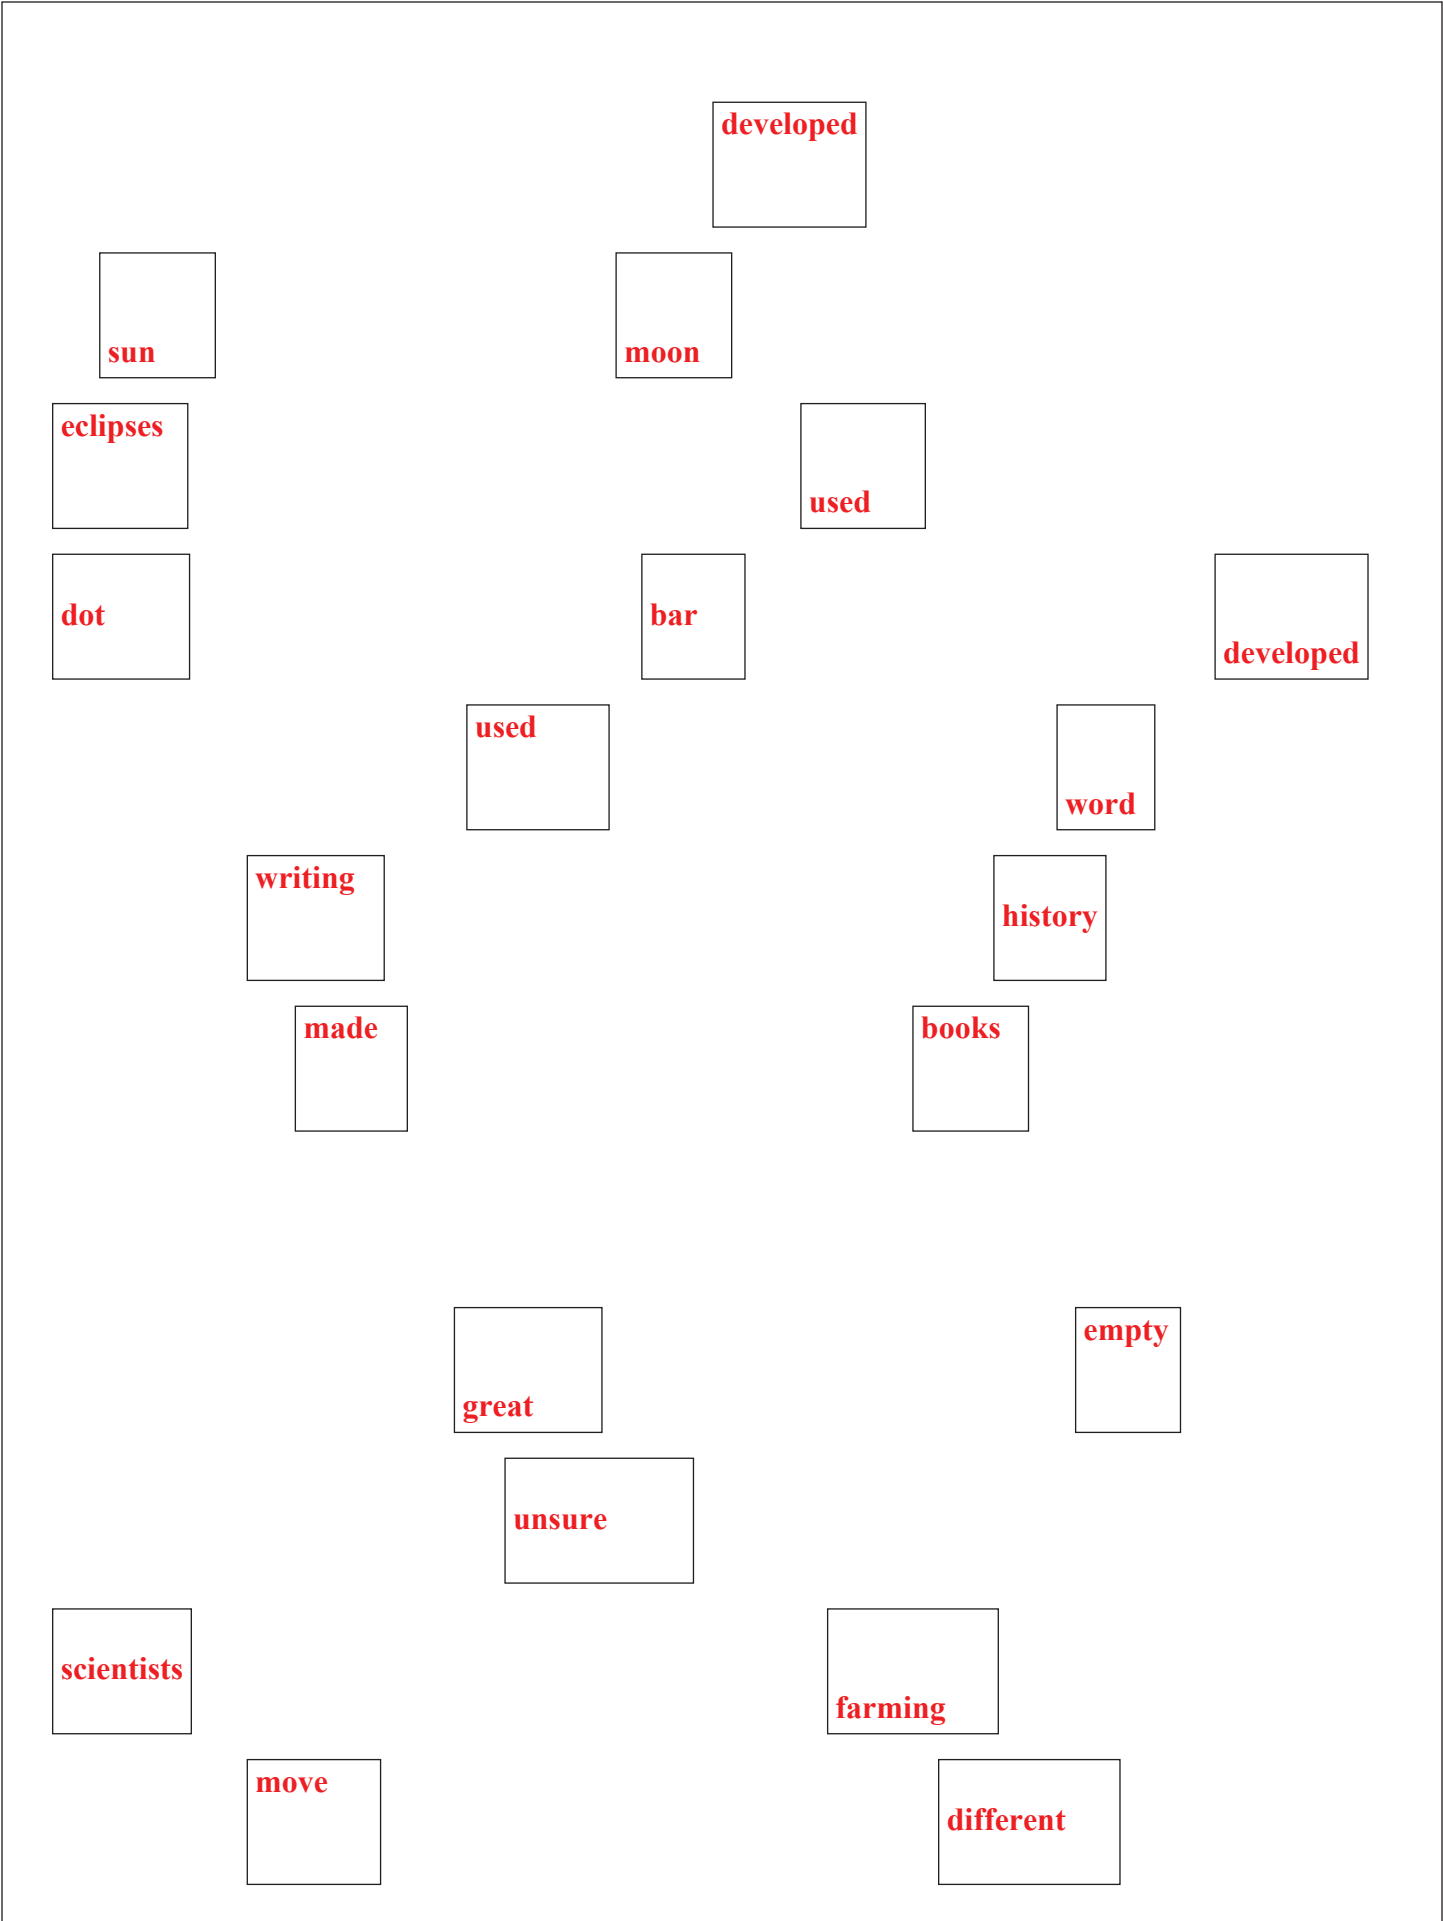 developed
sun moon
eclipses used
dot bar developed
used word
writing history
made books
great empty
unsure
scientists farming
move different